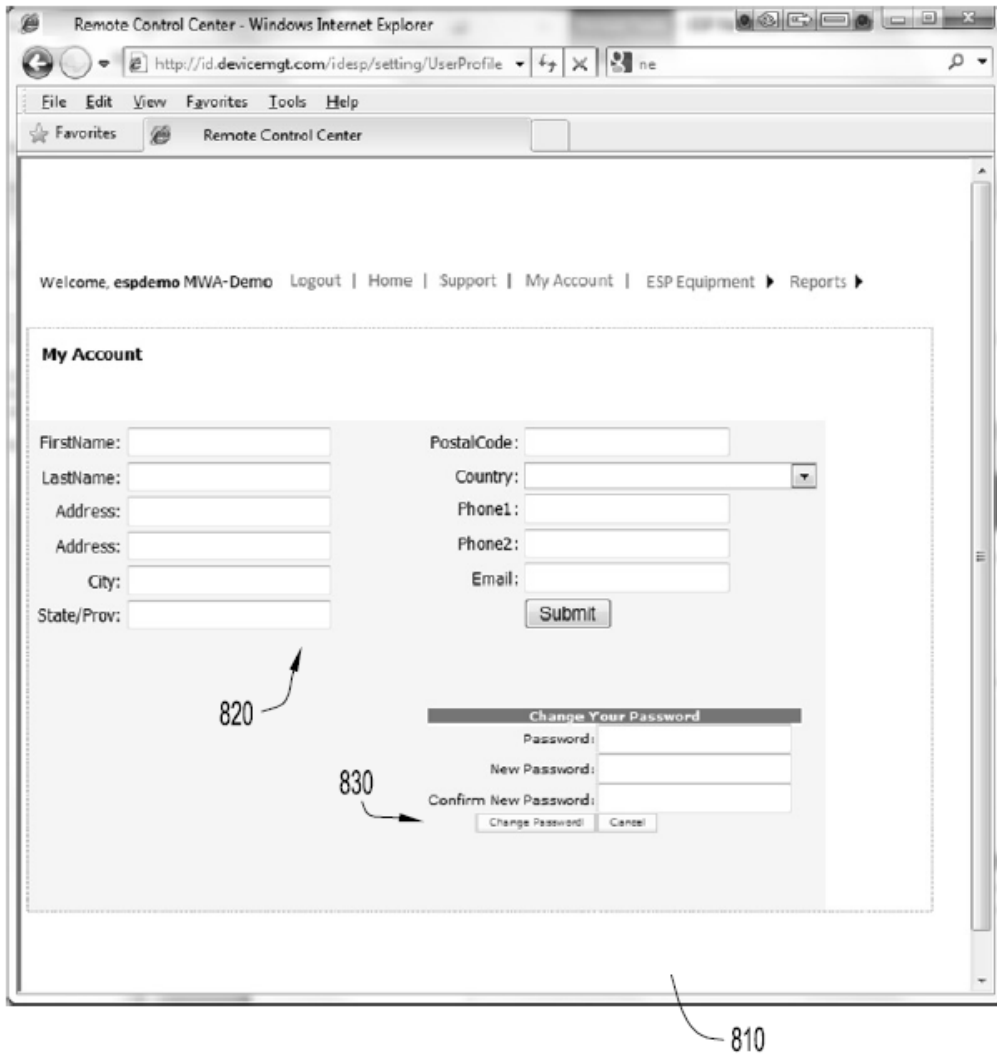 Remote Control Center - Windows Internet Explorer
http://id.devicemgt.com/idesp/setting/UserProfile
ne
File Edit View Favorites Tools Help
Favorites Remote Control Center
Welcome, espdemo MWA-Demo Logout | Home | Support | My Account | ESP Equipment Reports
My Account
FirstName: PostalCode:
LastName: Country:
Address: Phone1:
Address: Phone2:
City: Email:
State/Prov: Submit
820
Change Your Password
Password:
New Password:
830
Confirm New Password:
Change Password Cancel
810